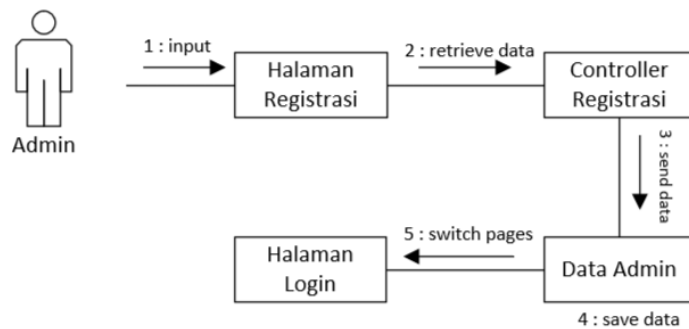 1 : input
Halaman
Registrasi
2 : retrieve data
Controller
Registrasi
Admin
3 : send data
5 : switch pages
Halaman
Login
Data Admin
4 : save data